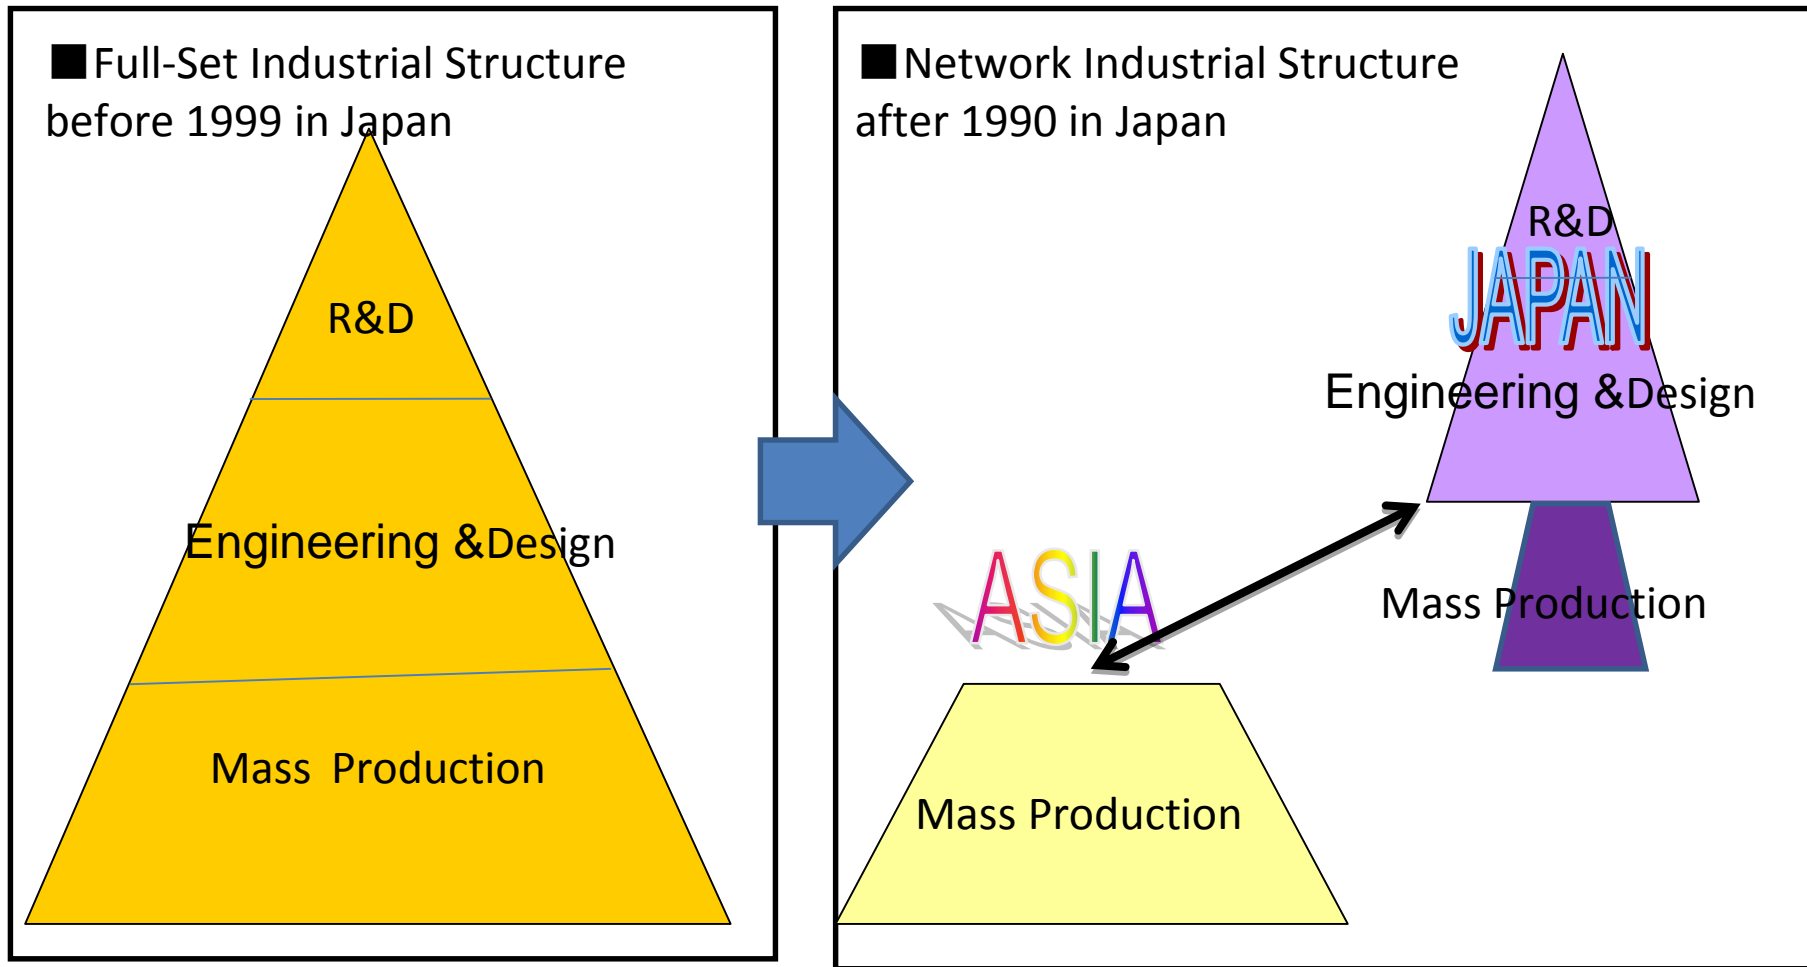 ■Full-Set Industrial Structure
before 1999 in Japan
R&D
Engineering &Design
Mass Production
■Network Industrial Structure
after 1990 in Japan
R&D
JAPAN
Engineering &Design
Mass Production
ASIA
Mass Production